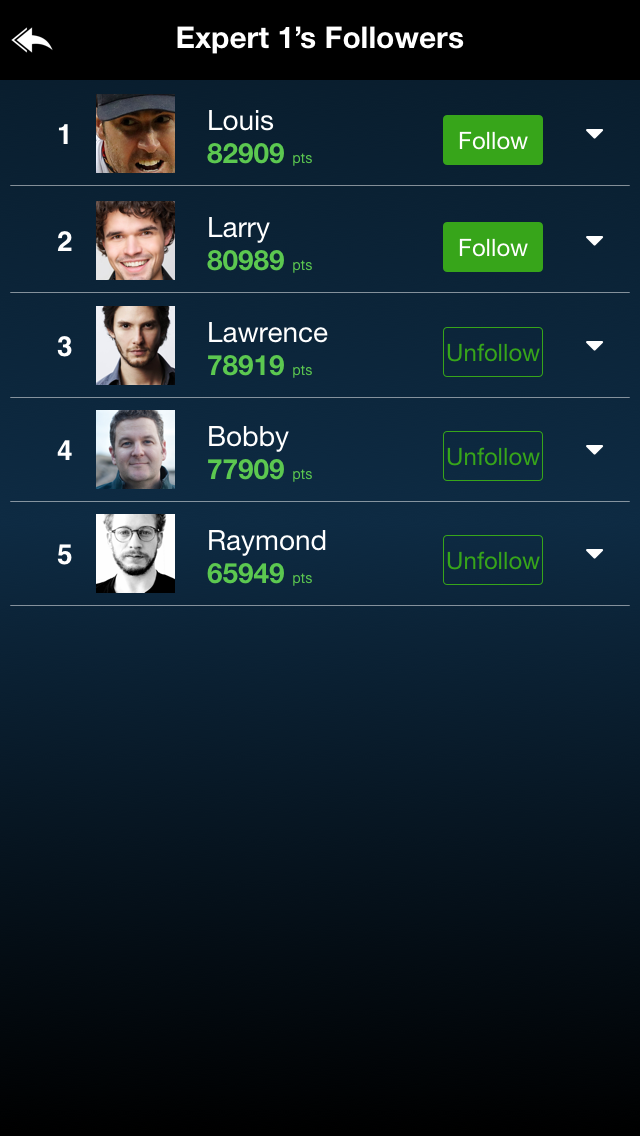 Expert 1’s Followers
1
Louis
82909 pts
Follow
2
Larry
80989 pts
Follow
3
Lawrence
78919 pts
Unfollow
4
Bobby
77909 pts
Unfollow
5
Raymond
65949 pts
Unfollow